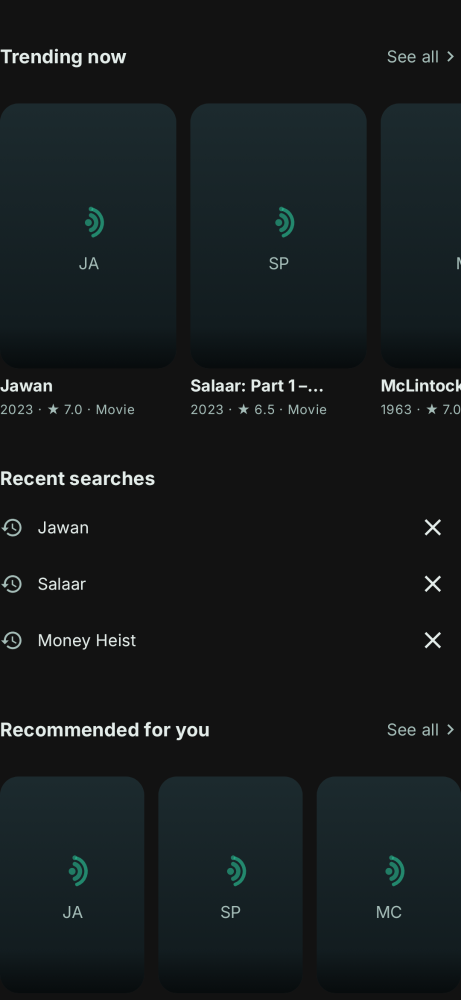 Trending now
See all
JA
SP
Jawan
Salaar: Part 1 –...
McLintock
2023 · ★ 7.0 · Movie
2023 · ★ 6.5 · Movie
1963 · ★ 7.0
Recent searches
Jawan
Salaar
Money Heist
Recommended for you
See all
JA
SP
MC